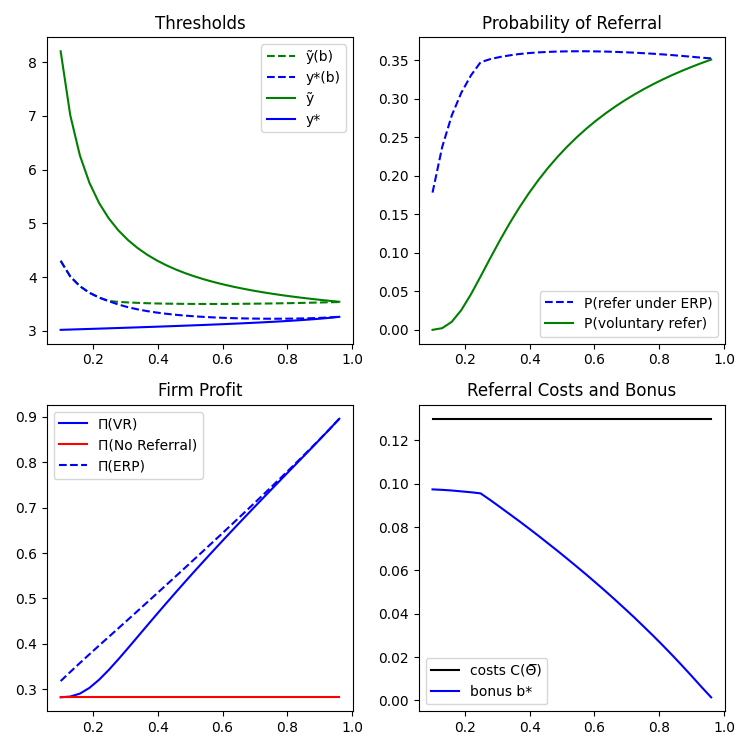 Thresholds
8
7
6
5
4
3
0.2 0.4 0.6 0.8 1.0
ỹ(b)
y*(b)
ỹ
y*
Probability of Referral
0.35
0.30
0.25
0.20
0.15
0.10
0.05
0.00
0.2 0.4 0.6 0.8 1.0
P(refer under ERP)
P(voluntary refer)
Firm Profit
0.9
0.8
0.7
0.6
0.5
0.4
0.3
0.2 0.4 0.6 0.8 1.0
Π(VR)
Π(No Referral)
Π(ERP)
Referral Costs and Bonus
0.12
0.10
0.08
0.06
0.04
0.02
0.00
0.2 0.4 0.6 0.8 1.0
costs C(Θ̅)
bonus b*